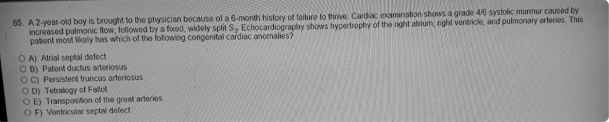 85. A 2-year-old boy is brought to the physician because of a 6-month history of failure to thrive. Cardiac examination shows a grade 4/6 systolic murmur caused by
increased pulmonic flow, followed by a fixed, widely split S2. Echocardiography shows hypertrophy of the right atrium, right ventricle, and pulmonary arteries. This
patient most likely has which of the following congenital cardiac anomalies?
A) Atrial septal defect
B) Patent ductus arteriosus
C) Persistent truncus arteriosus
D) Tetralogy of Fallot
E) Transposition of the great arteries
F) Ventricular septal defect